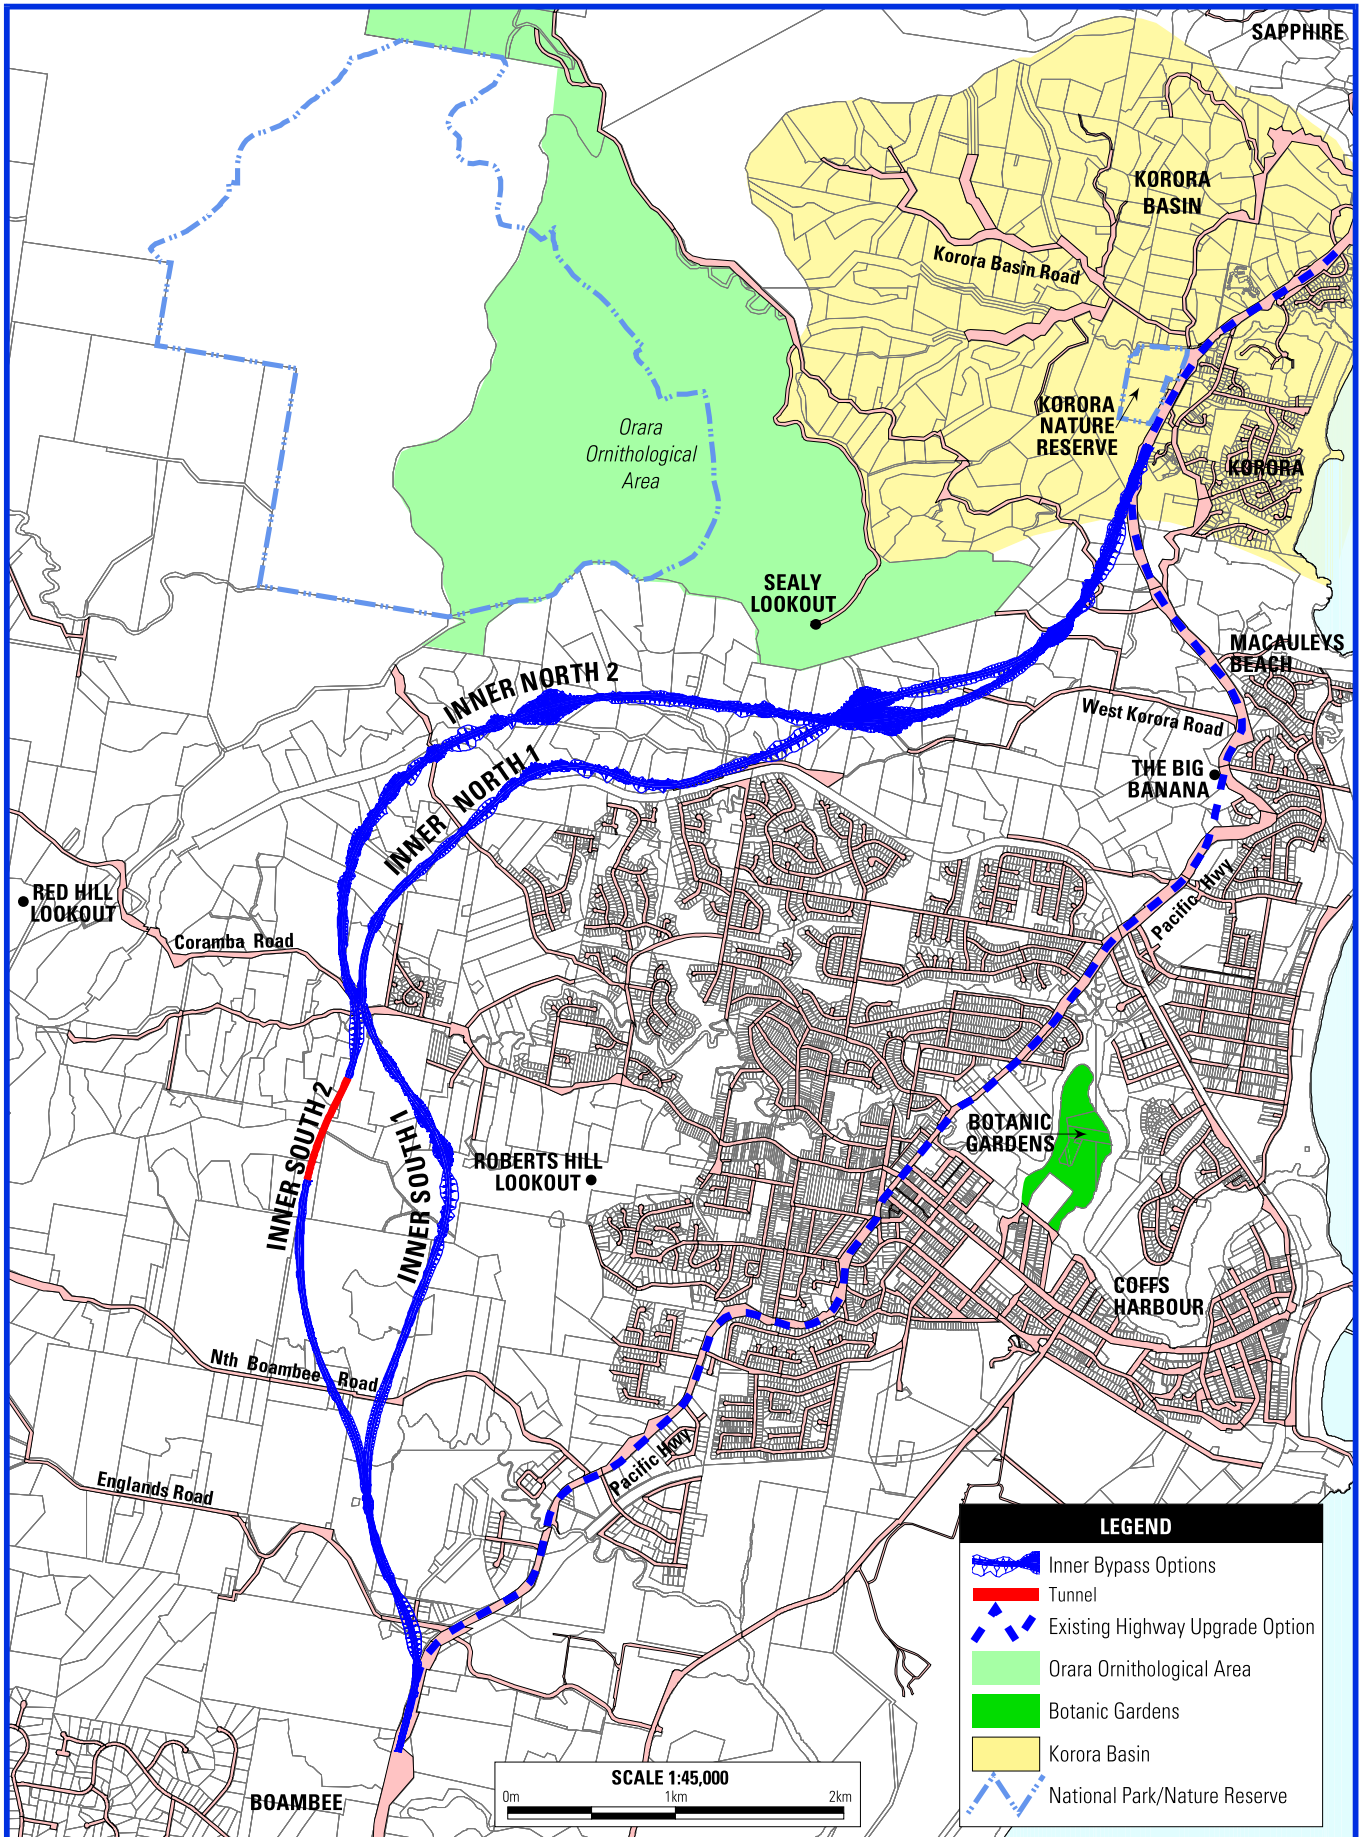 SAPPHIRE
KORORA
BASIN
Korora Basin Road
KORORA
NATURE
RESERVE
KORORA
Orara
Ornithological
Area
SEALY
LOOKOUT
MACAULEYS
BEACH
INNER NORTH 2
West Korora Road
INNER NORTH 1
THE BIG
BANANA
RED HILL
LOOKOUT
Pacific Hwy
Coramba Road
INNER SOUTH 2
INNER SOUTH 1
BOTANIC
GARDENS
ROBERTS HILL
LOOKOUT
COFFS
HARBOUR
Nth Boambee Road
Pacific Hwy
Englands Road
LEGEND
Inner Bypass Options
Tunnel
Existing Highway Upgrade Option
Orara Ornithological Area
Botanic Gardens
Korora Basin
National Park/Nature Reserve
SCALE 1:45,000
0m 1km 2km
BOAMBEE